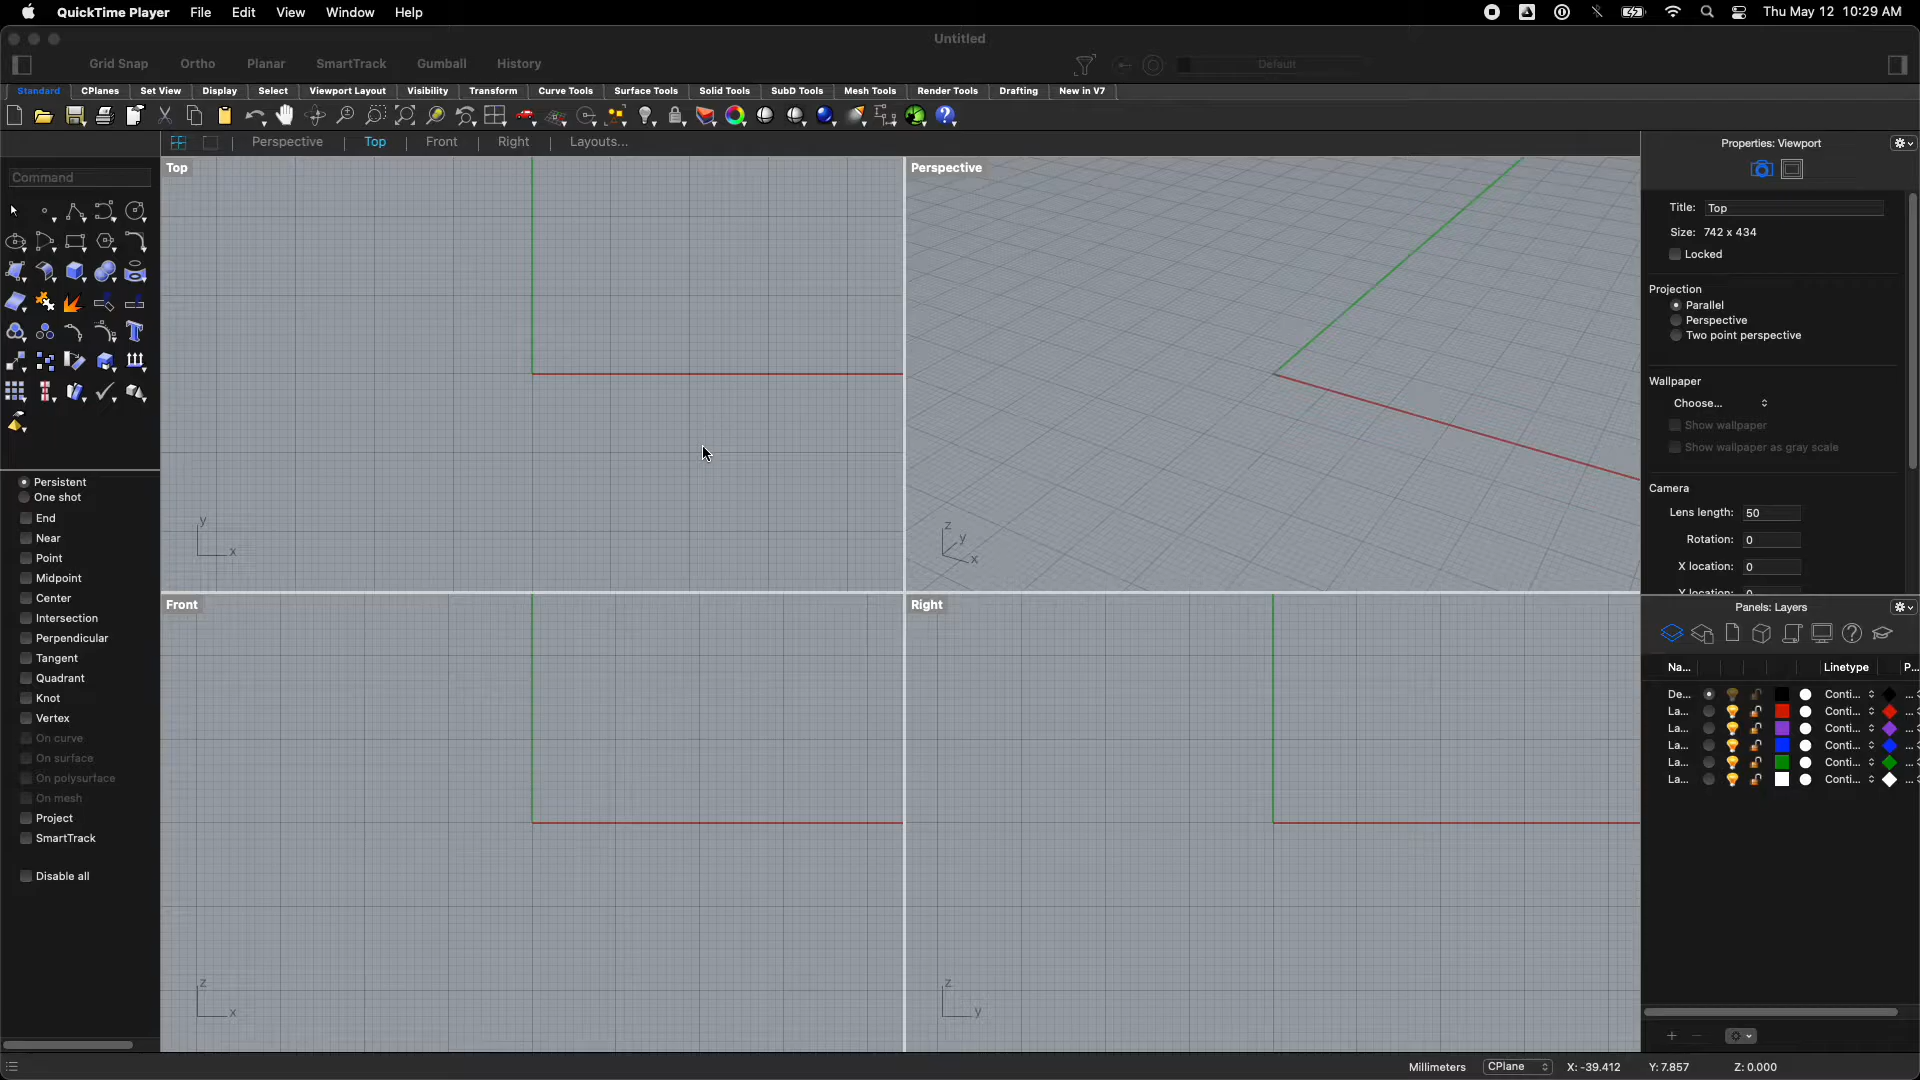 QuickTime Player File Edit View Window Help Thu May 12 10:29 AM
Untitled
Grid Snap Ortho Planar SmartTrack Gumball History Default
Standard CPlanes Set View Display Select Viewport Layout Visibility Transform Curve Tools Surface Tools Solid Tools SubD Tools Mesh Tools Render Tools Drafting New in V7
Perspective Top Front Right Layouts...
Command
Persistent
One shot
End
Near
Point
Midpoint
Center
Intersection
Perpendicular
Tangent
Quadrant
Knot
Vertex
On curve
On surface
On polysurface
On mesh
Project
SmartTrack
Disable all
Top
y
x
Perspective
z
y
x
Front
z
x
Right
z
y
Properties: Viewport
Title: Top
Size: 742 x 434
Locked
Projection
Parallel
Perspective
Two point perspective
Wallpaper
Choose...
Show wallpaper
Show wallpaper as gray scale
Camera
Lens length: 50
Rotation: 0
X location: 0
Y location: 0
Panels: Layers
Na... Linetype P...
De... Conti... ...
La... Conti... ...
La... Conti... ...
La... Conti... ...
La... Conti... ...
La... Conti... ...
Millimeters CPlane X: -39.412 Y: 7.857 Z: 0.000